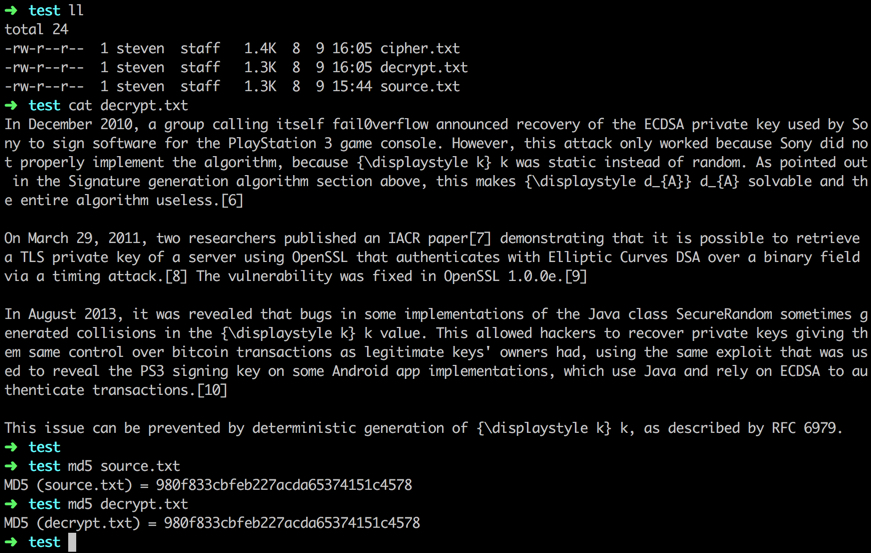 ➜ test ll
total 24
-rw-r--r-- 1 steven staff 1.4K 8 9 16:05 cipher.txt
-rw-r--r-- 1 steven staff 1.3K 8 9 16:05 decrypt.txt
-rw-r--r-- 1 steven staff 1.3K 8 9 15:44 source.txt
➜ test cat decrypt.txt
In December 2010, a group calling itself fail0verflow announced recovery of the ECDSA private key used by So
ny to sign software for the PlayStation 3 game console. However, this attack only worked because Sony did no
t properly implement the algorithm, because {\displaystyle k} k was static instead of random. As pointed out
 in the Signature generation algorithm section above, this makes {\displaystyle d_{A}} d_{A} solvable and th
e entire algorithm useless.[6]

On March 29, 2011, two researchers published an IACR paper[7] demonstrating that it is possible to retrieve
a TLS private key of a server using OpenSSL that authenticates with Elliptic Curves DSA over a binary field
via a timing attack.[8] The vulnerability was fixed in OpenSSL 1.0.0e.[9]

In August 2013, it was revealed that bugs in some implementations of the Java class SecureRandom sometimes g
enerated collisions in the {\displaystyle k} k value. This allowed hackers to recover private keys giving th
em same control over bitcoin transactions as legitimate keys' owners had, using the same exploit that was us
ed to reveal the PS3 signing key on some Android app implementations, which use Java and rely on ECDSA to au
thenticate transactions.[10]

This issue can be prevented by deterministic generation of {\displaystyle k} k, as described by RFC 6979.
➜ test
➜ test md5 source.txt
MD5 (source.txt) = 980f833cbfeb227acda65374151c4578
➜ test md5 decrypt.txt
MD5 (decrypt.txt) = 980f833cbfeb227acda65374151c4578
➜ test